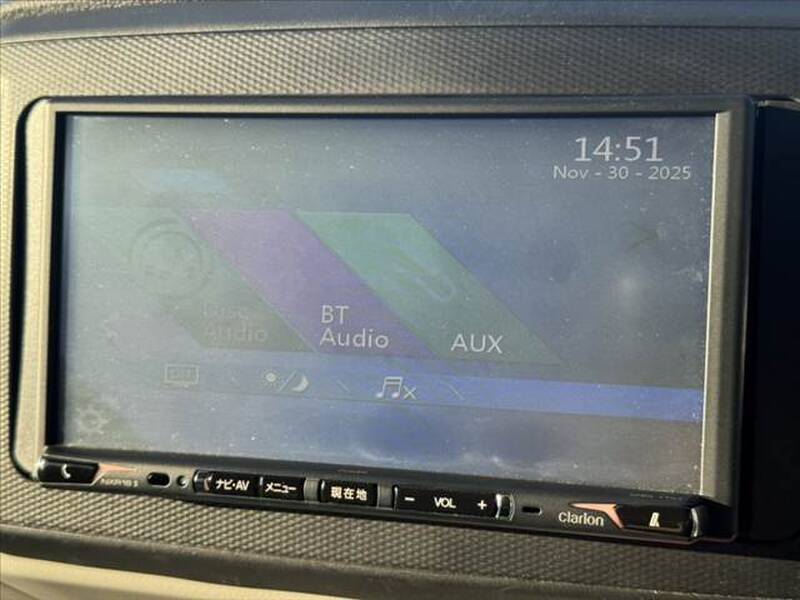 14:51
Nov - 30 - 2025
Disc
Audio
BT
Audio
AUX
OFF
ナビ・AV
メニュー
現在地
− VOL +
Clarion